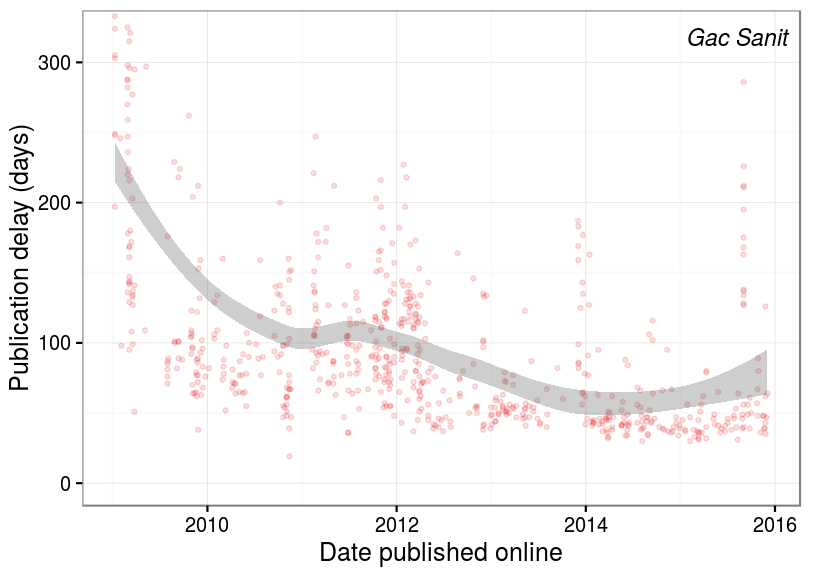 Gac Sanit
Publication delay (days)
300
200
100
0
2010 2012 2014 2016
Date published online